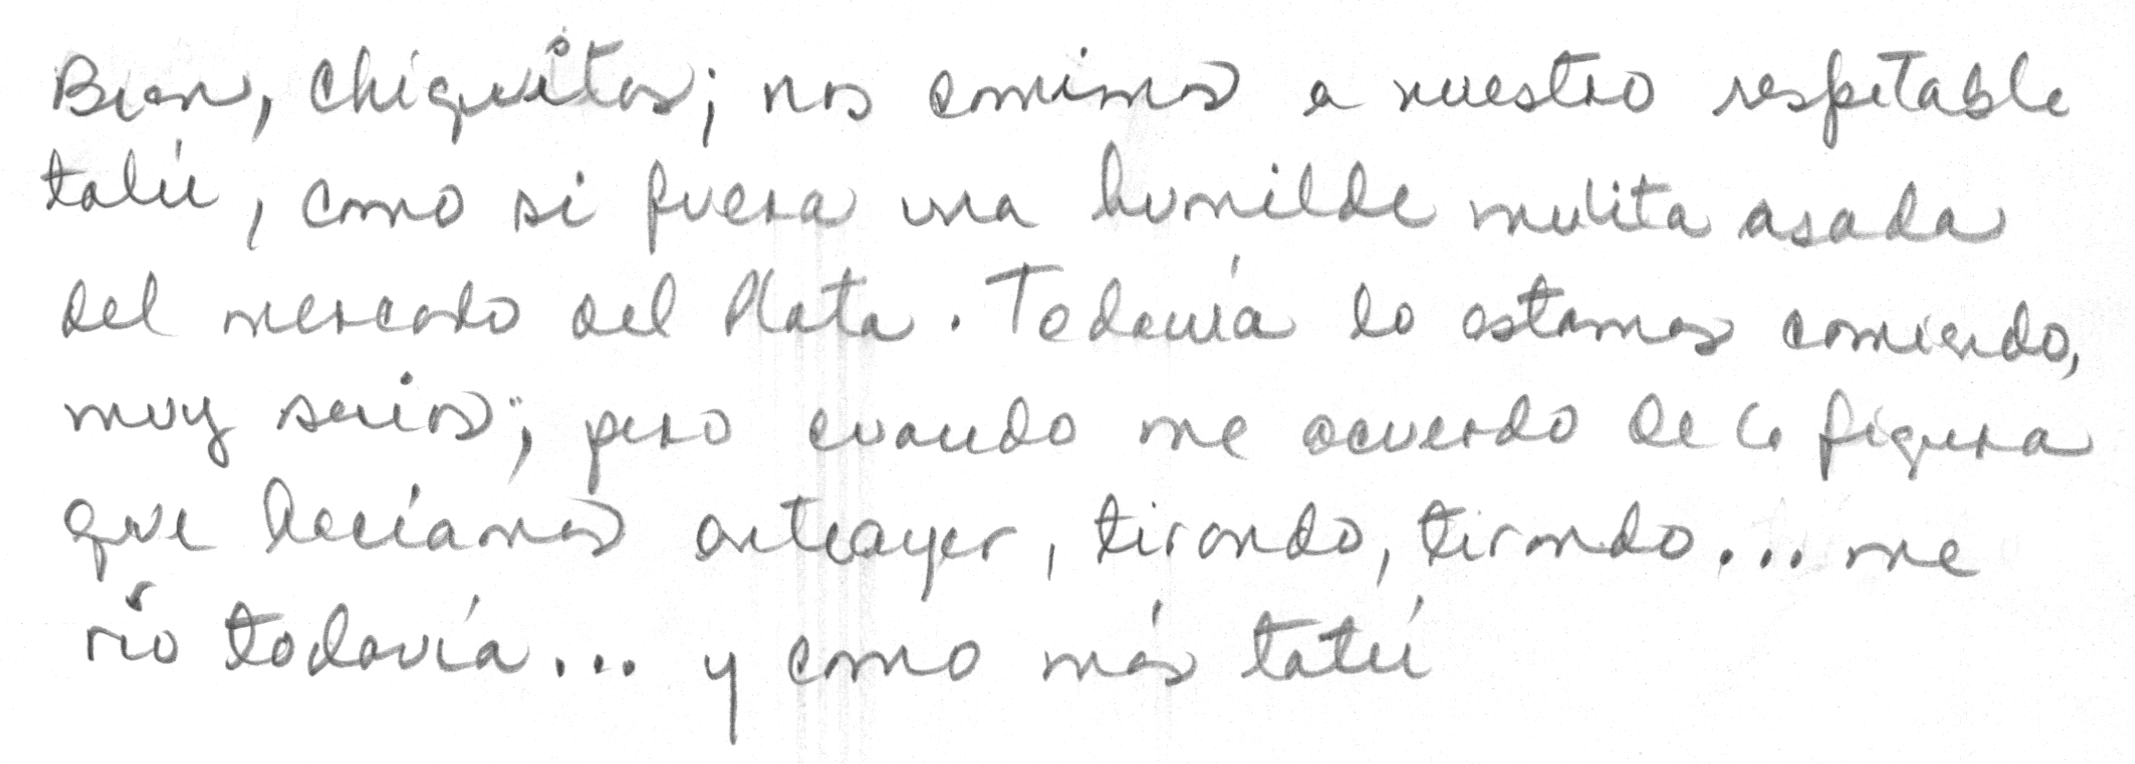 Bien, chiquitos; nos comimos a nuestro respetable
tatú, como si fuera una humilde mulita asada
del mercado del Plata. Todavía lo estamos comiendo,
muy serios; pero cuando me acuerdo de la figura
que hacíamos anteayer, tirando, tirando... me
río todavía... y como más tatú